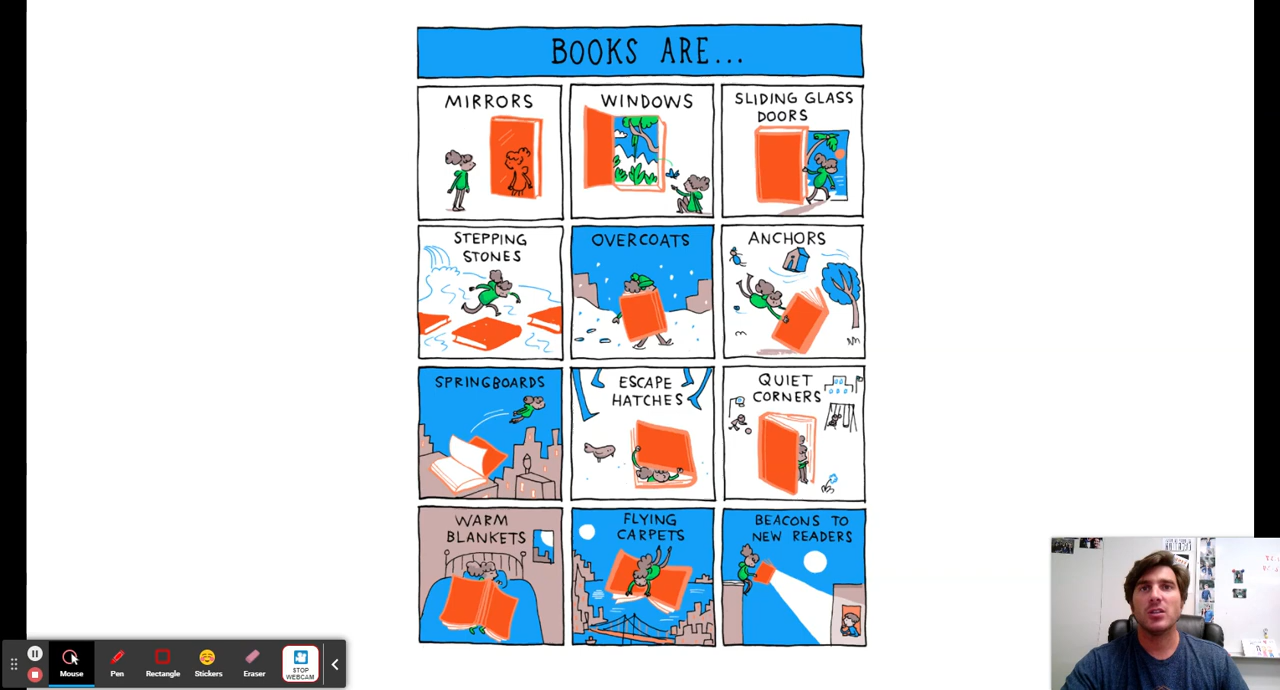 BOOKS ARE...
MIRRORS
WINDOWS
SLIDING GLASS
DOORS
STEPPING
STONES
OVERCOATS
ANCHORS
SPRINGBOARDS
ESCAPE
HATCHES
QUIET
CORNERS
WARM
BLANKETS
FLYING
CARPETS
BEACONS TO
NEW READERS
Mouse
Pen
Rectangle
Stickers
Eraser
STOP
WEBCAM